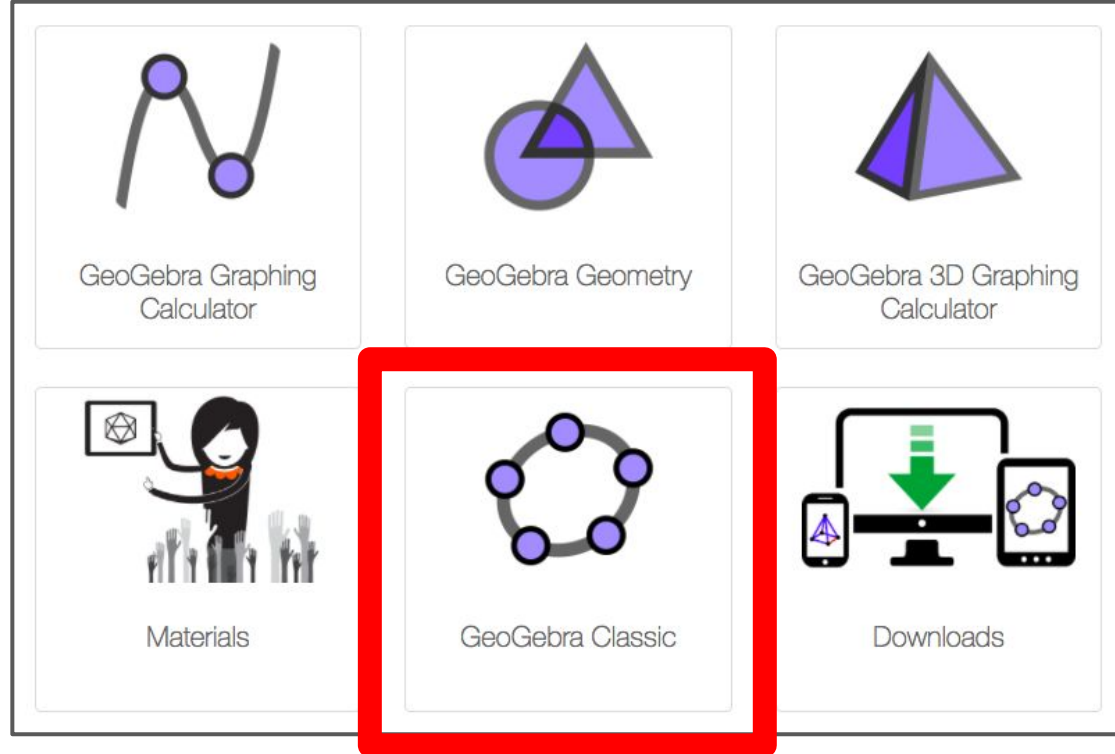 GeoGebra Graphing
Calculator
GeoGebra Geometry
GeoGebra 3D Graphing
Calculator
Materials
GeoGebra Classic
Downloads